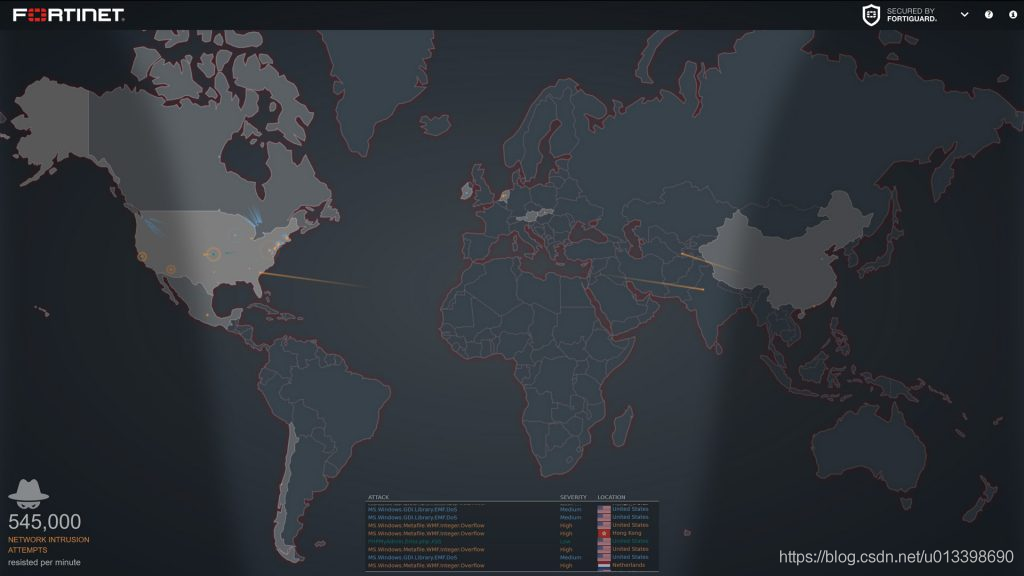 FORTINET
SECURED BY
FORTIGUARD.
545,000
NETWORK INTRUSION
ATTEMPTS
resisted per minute
ATTACK SEVERITY LOCATION
MS.Windows.GDI.Library.EMF.DoS Medium United States
MS.Windows.GDI.Library.EMF.DoS Medium United States
MS.Windows.Metafile.WMF.Integer.Overflow High United States
MS.Windows.Metafile.WMF.Integer.Overflow High Hong Kong
Low United States
MS.Windows.Metafile.WMF.Integer.Overflow High United States
MS.Windows.GDI.Library.EMF.DoS Medium United States
MS.Windows.Metafile.WMF.Integer.Overflow High Netherlands
https://blog.csdn.net/u013398690